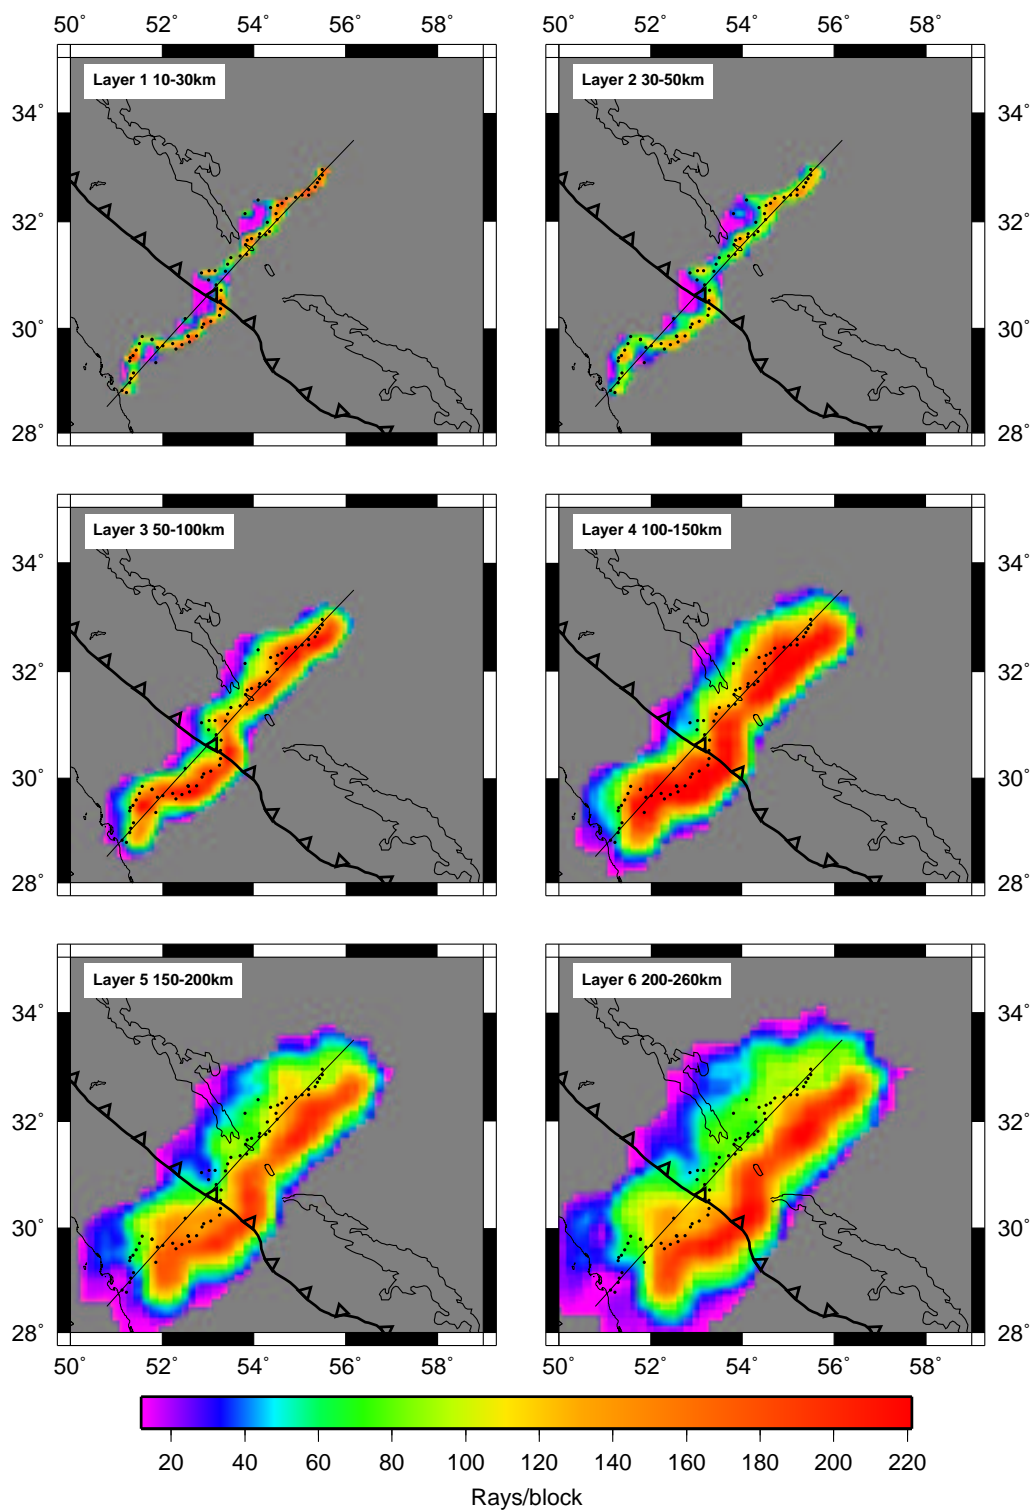 50˚ 52˚ 54˚ 56˚ 58˚ 50˚ 52˚ 54˚ 56˚ 58˚
Layer 1 10-30km
Layer 2 30-50km
34˚ 34˚
32˚ 32˚
30˚ 30˚
28˚ 28˚
Layer 3 50-100km
Layer 4 100-150km
34˚ 34˚
32˚ 32˚
30˚ 30˚
28˚ 28˚
Layer 5 150-200km
Layer 6 200-260km
34˚ 34˚
32˚ 32˚
30˚ 30˚
28˚ 28˚
50˚ 52˚ 54˚ 56˚ 58˚ 50˚ 52˚ 54˚ 56˚ 58˚
20 40 60 80 100 120 140 160 180 200 220
Rays/block